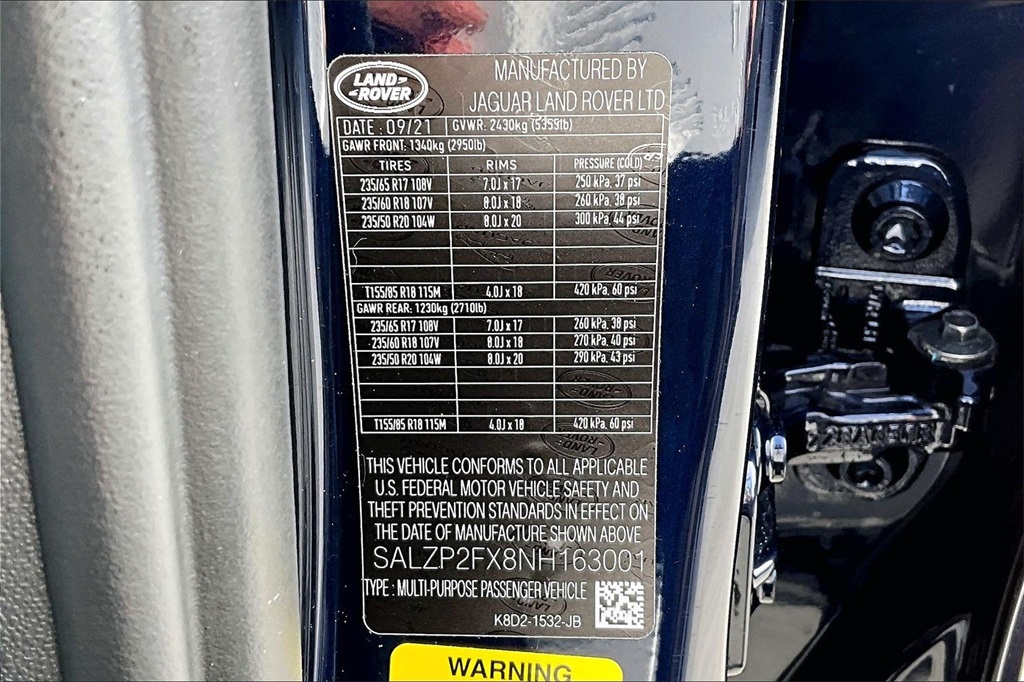 LAND
ROVER
MANUFACTURED BY
JAGUAR LAND ROVER LTD
DATE : 09/21 GVWR: 2430kg (5355lb)
GAWR FRONT: 1340kg (2950lb)
TIRES RIMS PRESSURE (COLD)
235/65 R17 108V 7.0J x 17 250 kPa, 37 psi
235/60 R18 107V 8.0J x 18 260 kPa, 38 psi
235/50 R20 104W 8.0J x 20 300 kPa, 44 psi
T155/85 R18 115M 4.0J x 18 420 kPa, 60 psi
GAWR REAR: 1230kg (2710lb)
235/65 R17 108V 7.0J x 17 260 kPa, 38 psi
235/60 R18 107V 8.0J x 18 270 kPa, 40 psi
235/50 R20 104W 8.0J x 20 290 kPa, 43 psi
T155/85 R18 115M 4.0J x 18 420 kPa, 60 psi
THIS VEHICLE CONFORMS TO ALL APPLICABLE
U.S. FEDERAL MOTOR VEHICLE SAFETY AND
THEFT PREVENTION STANDARDS IN EFFECT ON
THE DATE OF MANUFACTURE SHOWN ABOVE
SALZP2FX8NH163001
TYPE : MULTI-PURPOSE PASSENGER VEHICLE
K8D2-1532-JB
WARNING